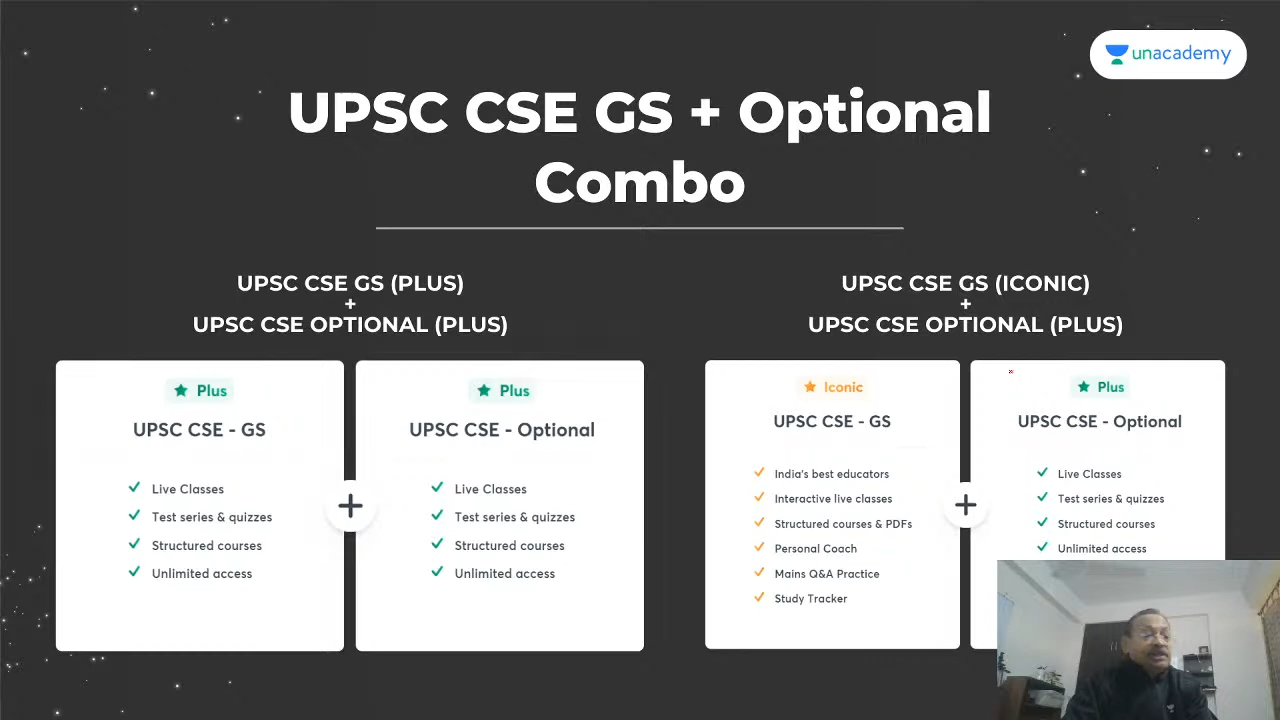 unacademy
UPSC CSE GS + Optional
Combo
UPSC CSE GS (PLUS)
+
UPSC CSE OPTIONAL (PLUS)
Plus
UPSC CSE - GS
Live Classes
Test series & quizzes
Structured courses
Unlimited access
+
Plus
UPSC CSE - Optional
Live Classes
Test series & quizzes
Structured courses
Unlimited access
UPSC CSE GS (ICONIC)
+
UPSC CSE OPTIONAL (PLUS)
Iconic
UPSC CSE - GS
India's best educators
Interactive live classes
Structured courses & PDFs
Personal Coach
Mains Q&A Practice
Study Tracker
+
Plus
UPSC CSE - Optional
Live Classes
Test series & quizzes
Structured courses
Unlimited access